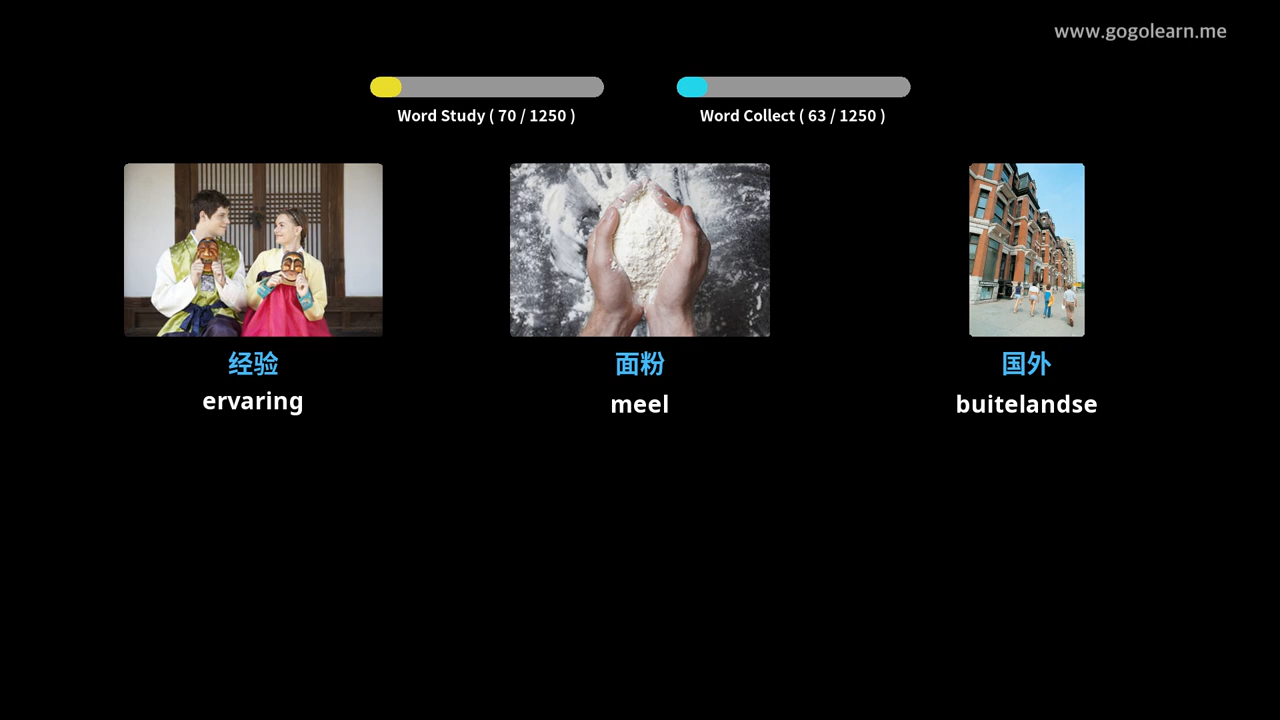 www.gogolearn.me
Word Study ( 70 / 1250 )
Word Collect ( 63 / 1250 )
经验
ervaring
面粉
meel
国外
buitelandse